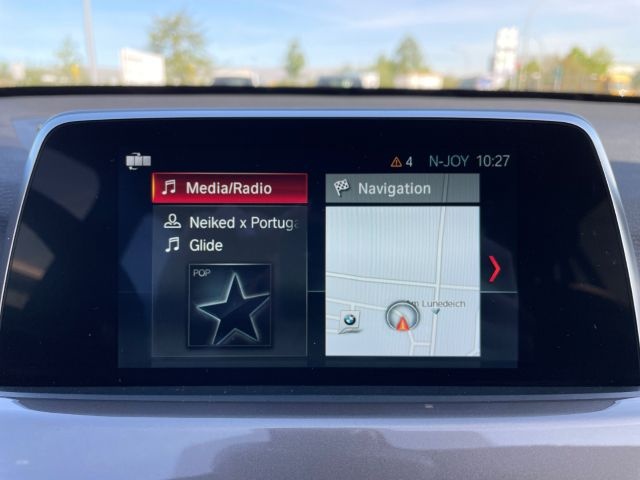 4 N-JOY 10:27
Media/Radio
Neiked x Portuga
Glide
POP
Navigation
Am Lunedeich